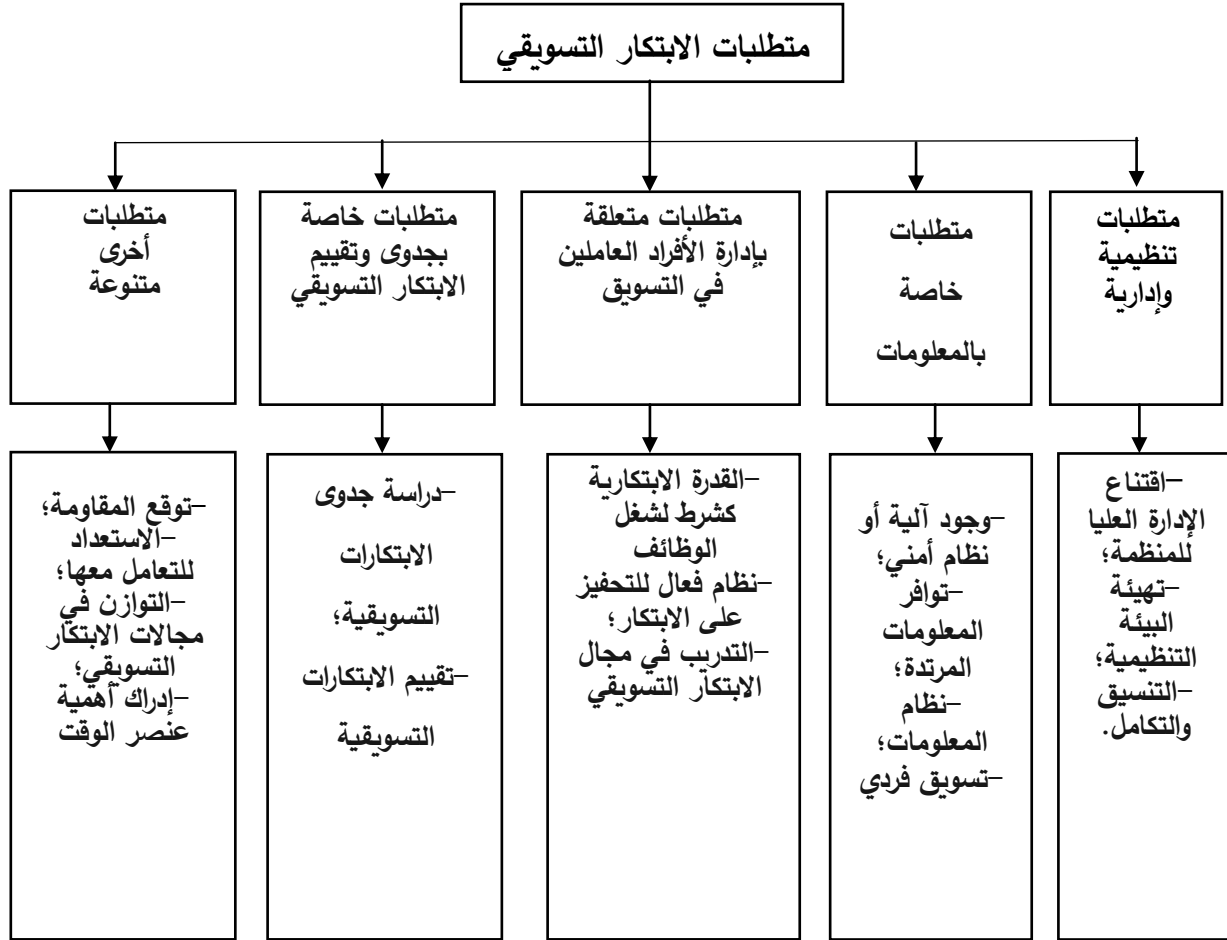 متطلبات الابتكار التسويقي
متطلبات
تنظيمية
وإدارية
متطلبات
خاصة
بالمعلومات
متطلبات متعلقة
بإدارة الأفراد العاملين
في التسويق
متطلبات خاصة
بجدوى وتقييم
الابتكار التسويقي
متطلبات
أخرى
متنوعة
–اقتناع
الإدارة العليا
للمنظمة؛
–تهيئة
البيئة
التنظيمية؛
–التنسيق
والتكامل.
–وجود آلية أو
نظام أمني؛
–توافر
المعلومات
المرتدة؛
–نظام
المعلومات؛
–تسويق فردي
–القدرة الابتكارية
كشرط لشغل
الوظائف
–نظام فعال للتحفيز
على الابتكار؛
–التدريب في مجال
الابتكار التسويقي
–دراسة جدوى
الابتكارات
التسويقية؛
–تقييم الابتكارات
التسويقية
–توقع المقاومة؛
–الاستعداد
للتعامل معها؛
–التوازن في
مجالات الابتكار
التسويقي؛
–إدراك أهمية
عنصر الوقت